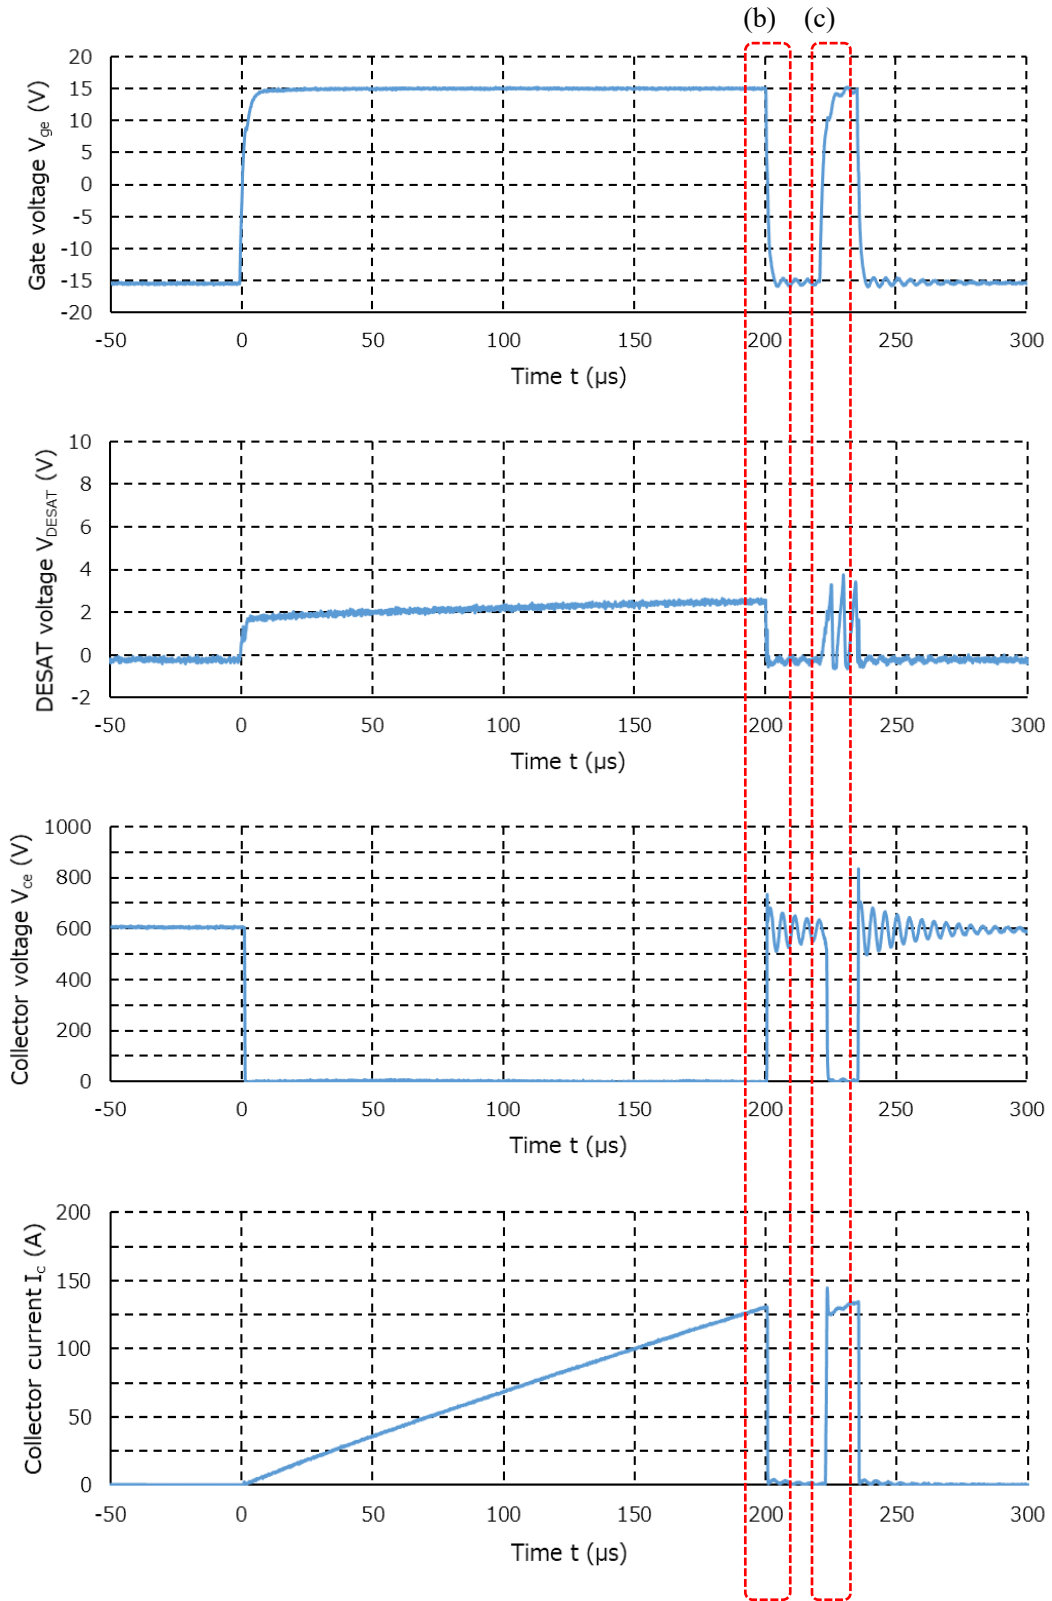 (b) (c)
20
15
10
5
0
-5
-10
-15
-20
Gate voltage Vge (V)
-50 0 50 100 150 200 250 300
Time t (μs)
10
8
6
4
2
0
-2
DESAT voltage VDESAT (V)
-50 0 50 100 150 200 250 300
Time t (μs)
1000
800
600
400
200
0
Collector voltage Vce (V)
-50 0 50 100 150 200 250 300
Time t (μs)
200
150
100
50
0
Collector current Ic (A)
-50 0 50 100 150 200 250 300
Time t (μs)